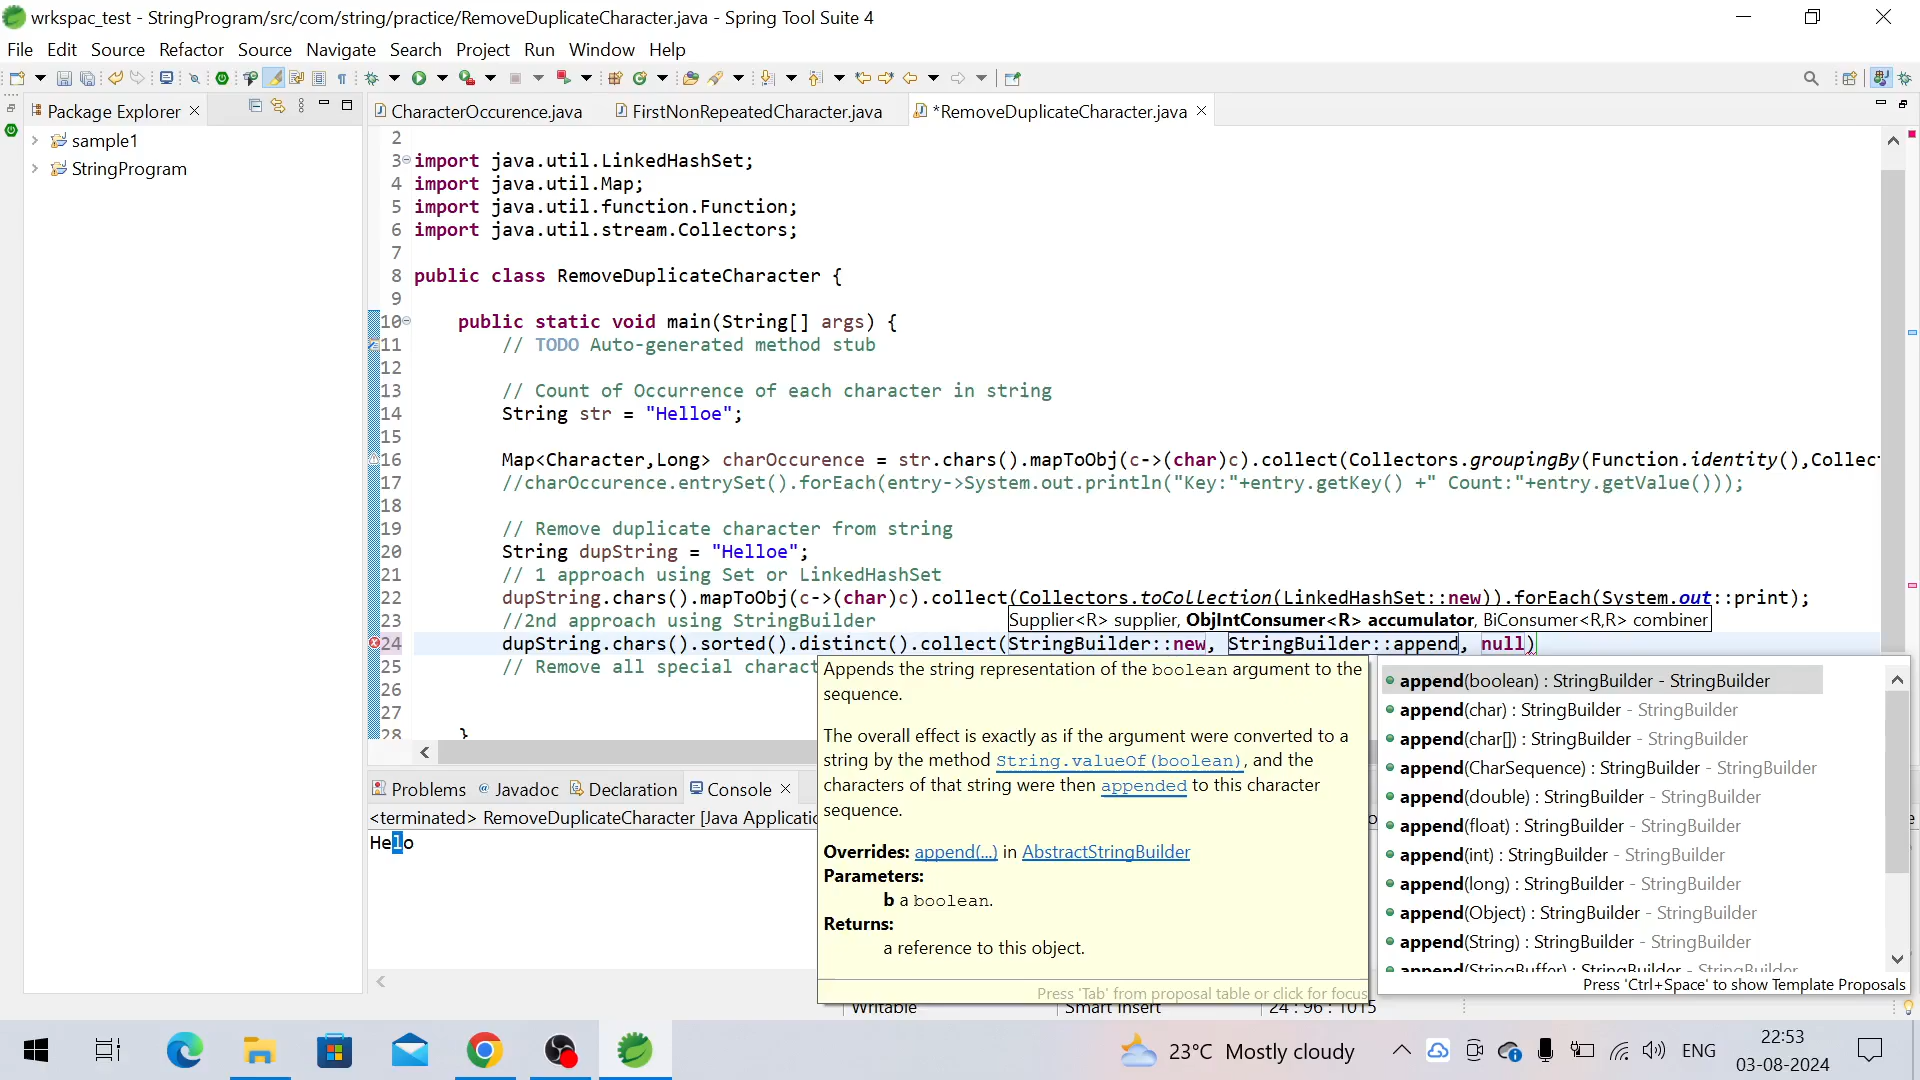 wrkspac_test - StringProgram/src/com/string/practice/RemoveDuplicateCharacter.java - Spring Tool Suite 4
File Edit Source Refactor Source Navigate Search Project Run Window Help
Package Explorer
sample1
StringProgram
CharacterOccurence.java FirstNonRepeatedCharacter.java *RemoveDuplicateCharacter.java
2
3 import java.util.LinkedHashSet;
4 import java.util.Map;
5 import java.util.function.Function;
6 import java.util.stream.Collectors;
7
8 public class RemoveDuplicateCharacter {
9
10 public static void main(String[] args) {
11 // TODO Auto-generated method stub
12
13 // Count of Occurrence of each character in string
14 String str = "Helloe";
15
16 Map<Character,Long> charOccurence = str.chars().mapToObj(c->(char)c).collect(Collectors.groupingBy(Function.identity(),Collec
17 //charOccurence.entrySet().forEach(entry->System.out.println("Key:"+entry.getKey() +" Count:"+entry.getValue()));
18
19 // Remove duplicate character from string
20 String dupString = "Helloe";
21 // 1 approach using Set or LinkedHashSet
22 dupString.chars().mapToObj(c->(char)c).collect(Collectors.toCollection(LinkedHashSet::new)).forEach(System.out::print);
23 //2nd approach using StringBuilder
Supplier<R> supplier, ObjIntConsumer<R> accumulator, BiConsumer<R,R> combiner
24 dupString.chars().sorted().distinct().collect(StringBuilder::new, StringBuilder::append, null)
25 // Remove all special charact
26
27
28 }
Appends the string representation of the boolean argument to the
sequence.
The overall effect is exactly as if the argument were converted to a
string by the method String.valueOf(boolean), and the
characters of that string were then appended to this character
sequence.
Overrides: append(...) in AbstractStringBuilder
Parameters:
b a boolean.
Returns:
a reference to this object.
Press 'Tab' from proposal table or click for focus
append(boolean) : StringBuilder - StringBuilder
append(char) : StringBuilder - StringBuilder
append(char[]) : StringBuilder - StringBuilder
append(CharSequence) : StringBuilder - StringBuilder
append(double) : StringBuilder - StringBuilder
append(float) : StringBuilder - StringBuilder
append(int) : StringBuilder - StringBuilder
append(long) : StringBuilder - StringBuilder
append(Object) : StringBuilder - StringBuilder
append(String) : StringBuilder - StringBuilder
append(StringBuffer) : StringBuilder - StringBuilder
Press 'Ctrl+Space' to show Template Proposals
Problems @ Javadoc Declaration Console
<terminated> RemoveDuplicateCharacter [Java Applicatio
Helo
Writable Smart Insert 24 : 96 : 1015
23°C Mostly cloudy
ENG
22:53
03-08-2024